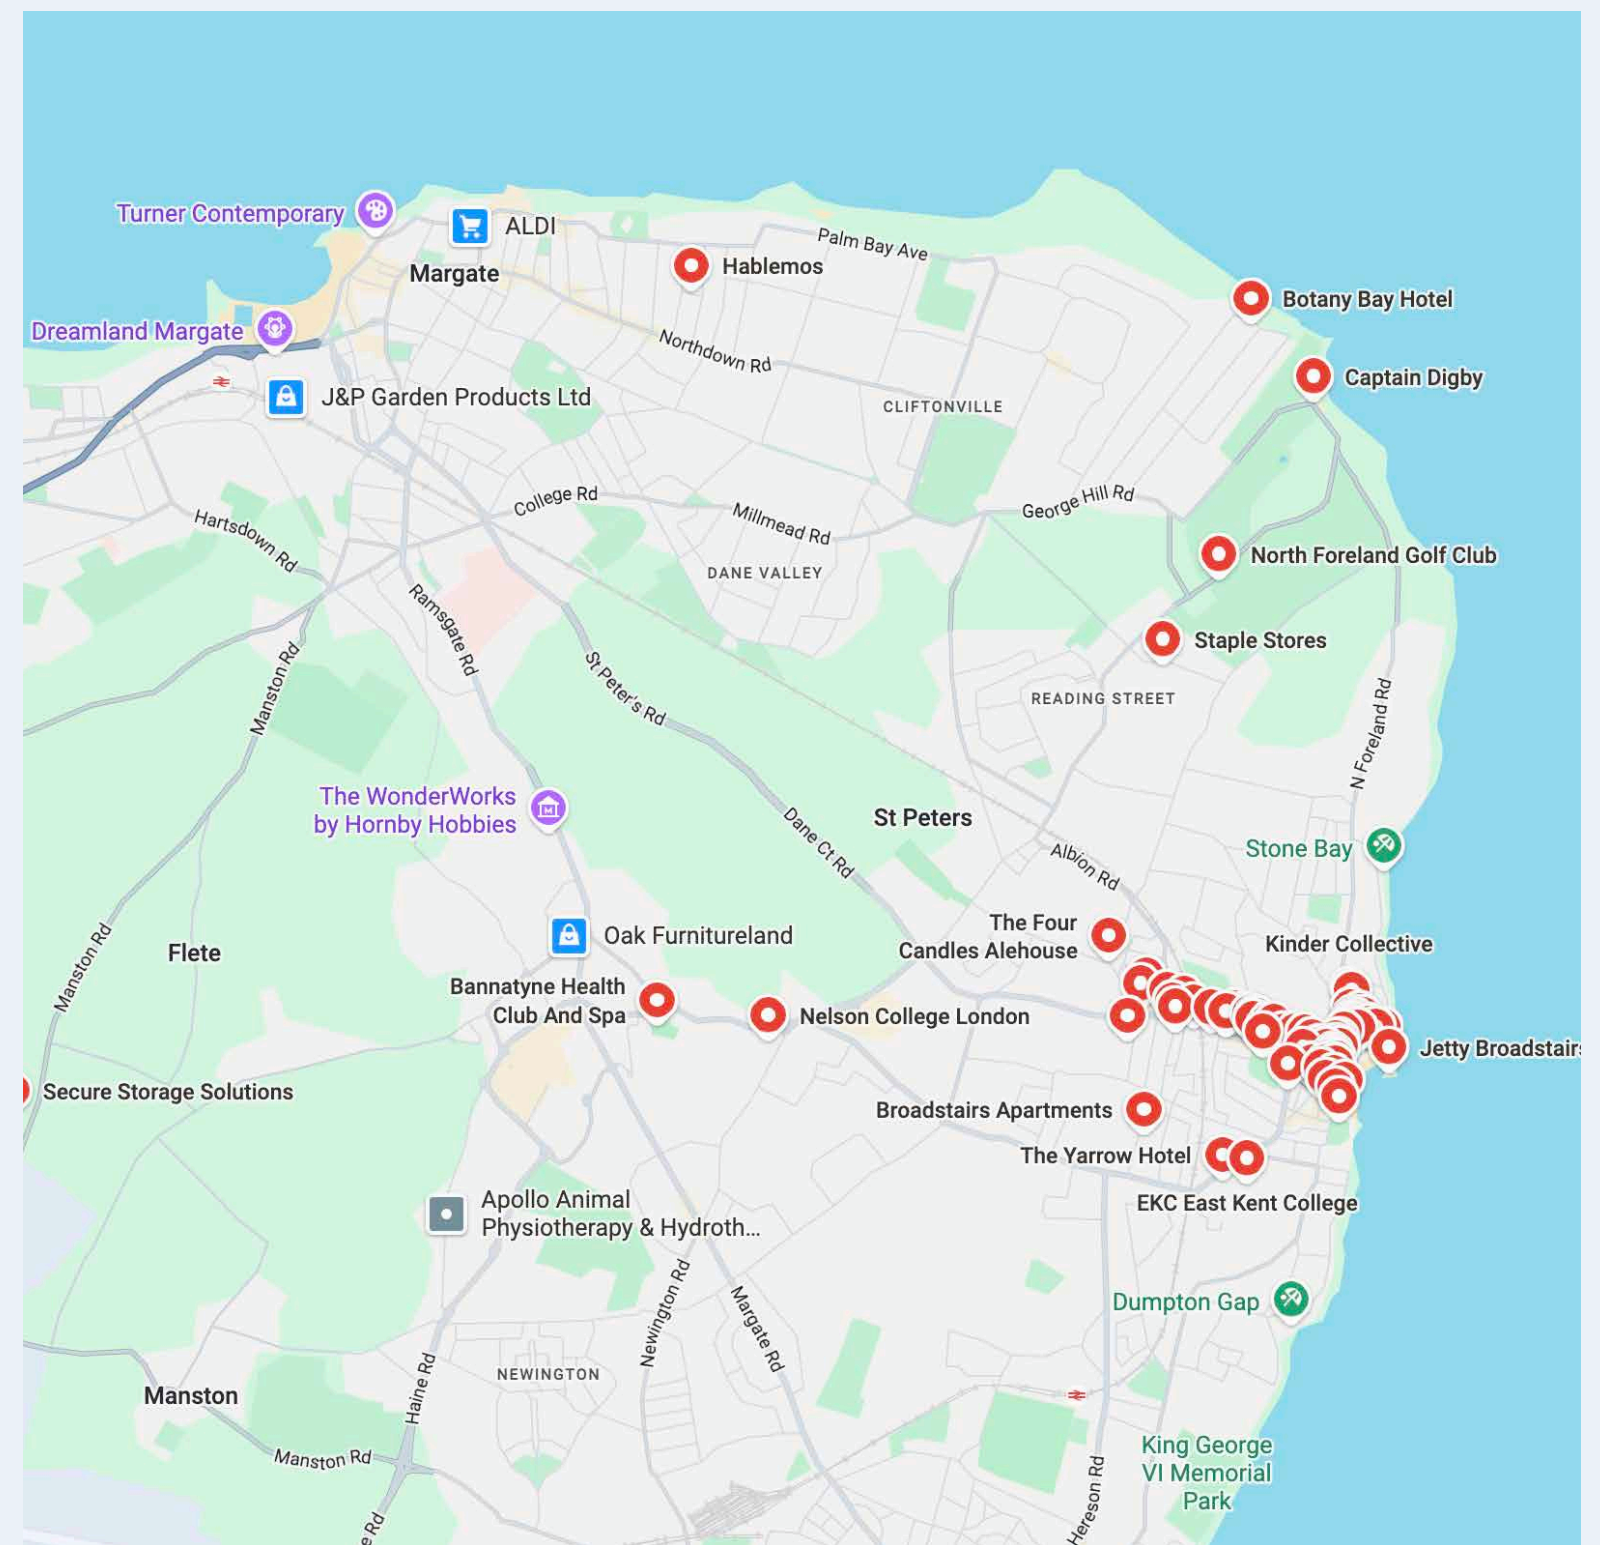 Turner Contemporary
ALDI
Margate
Hablemos
Palm Bay Ave
Botany Bay Hotel
Dreamland Margate
Northdown Rd
Captain Digby
J&P Garden Products Ltd
CLIFTONVILLE
College Rd
George Hill Rd
Millmead Rd
Hartsdown Rd
North Foreland Golf Club
DANE VALLEY
Ramsgate Rd
Staple Stores
Manston Rd
St Peter's Rd
READING STREET
N Foreland Rd
The WonderWorks
by Hornby Hobbies
St Peters
Dane Ct Rd
Stone Bay
Albion Rd
The Four
Candles Alehouse
Oak Furnitureland
Kinder Collective
Flete
Manston Rd
Bannatyne Health
Club And Spa
Nelson College London
Jetty Broadstairs
Secure Storage Solutions
Broadstairs Apartments
The Yarrow Hotel
EKC East Kent College
Apollo Animal
Physiotherapy & Hydroth...
Dumpton Gap
Newington Rd
Margate Rd
NEWINGTON
Haine Rd
Manston
Manston Rd
King George
VI Memorial
Park
Hereson Rd
e Rd